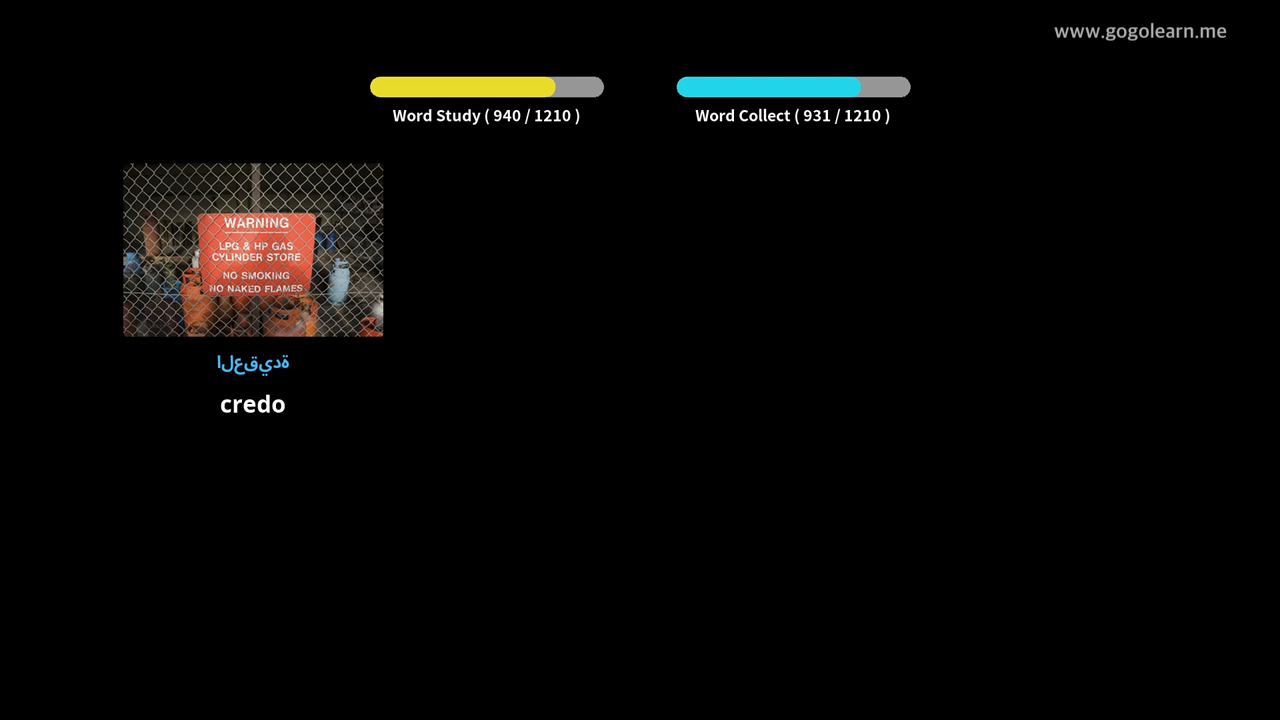 www.gogolearn.me
Word Study ( 940 / 1210 )
Word Collect ( 931 / 1210 )
WARNING
LPG & HP GAS
CYLINDER STORE
NO SMOKING
NO NAKED FLAMES
العقيدة
credo